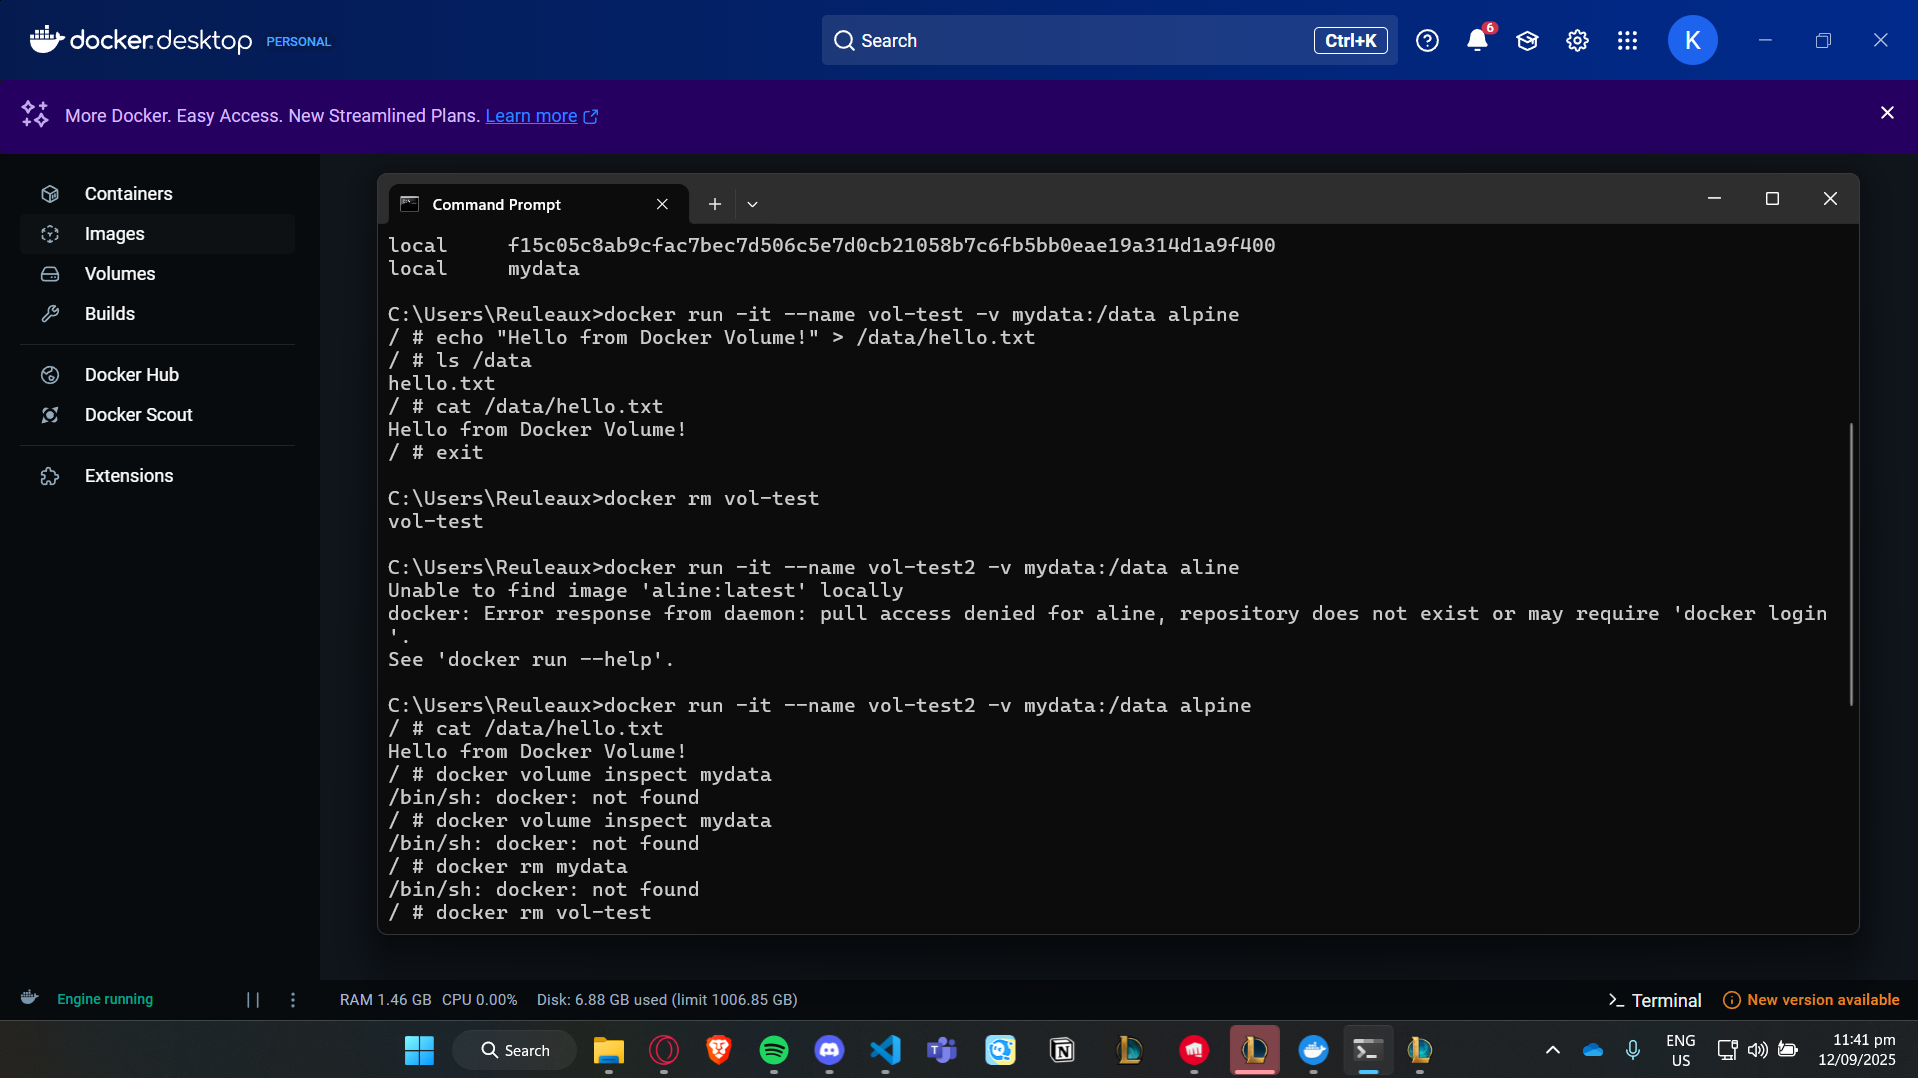 docker.desktop PERSONAL
Search Ctrl+K
6
K
More Docker. Easy Access. New Streamlined Plans. Learn more
Containers
Images
Volumes
Builds
Docker Hub
Docker Scout
Extensions
Command Prompt
local     f15c05c8ab9cfac7bec7d506c5e7d0cb21058b7c6fb5bb0eae19a314d1a9f400
local     mydata
C:\Users\Reuleaux>docker run -it --name vol-test -v mydata:/data alpine
/ # echo "Hello from Docker Volume!" > /data/hello.txt
/ # ls /data
hello.txt
/ # cat /data/hello.txt
Hello from Docker Volume!
/ # exit
C:\Users\Reuleaux>docker rm vol-test
vol-test
C:\Users\Reuleaux>docker run -it --name vol-test2 -v mydata:/data aline
Unable to find image 'aline:latest' locally
docker: Error response from daemon: pull access denied for aline, repository does not exist or may require 'docker login
'.
See 'docker run --help'.
C:\Users\Reuleaux>docker run -it --name vol-test2 -v mydata:/data alpine
/ # cat /data/hello.txt
Hello from Docker Volume!
/ # docker volume inspect mydata
/bin/sh: docker: not found
/ # docker volume inspect mydata
/bin/sh: docker: not found
/ # docker rm mydata
/bin/sh: docker: not found
/ # docker rm vol-test
Engine running
RAM 1.46 GB CPU 0.00% Disk: 6.88 GB used (limit 1006.85 GB)
Terminal
New version available
Search
ENG
US
11:41 pm
12/09/2025